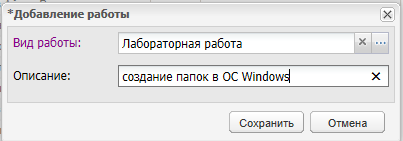 *Добавление работы
Вид работы: Лабораторная работа
Описание: создание папок в ОС Windows
Сохранить Отмена